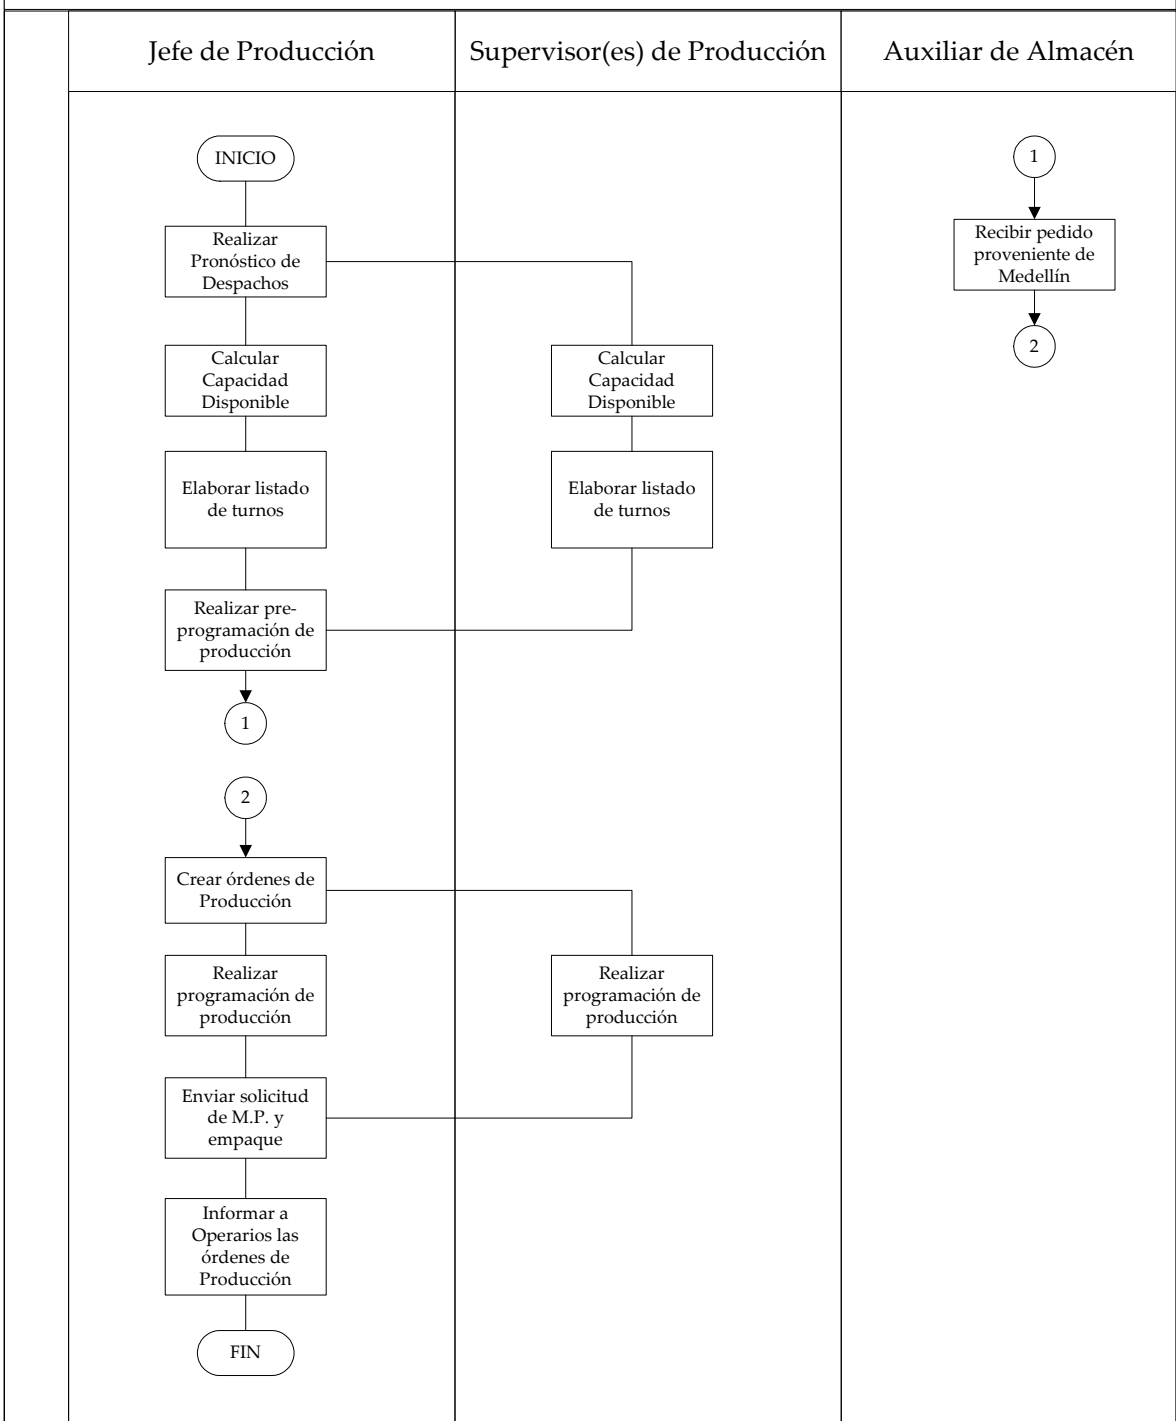 Jefe de Producción
Supervisor(es) de Producción
Auxiliar de Almacén
INICIO
Realizar
Pronóstico de
Despachos
Calcular
Capacidad
Disponible
Elaborar listado
de turnos
Realizar pre-
programación de
producción
1
2
Crear órdenes de
Producción
Realizar
programación de
producción
Enviar solicitud
de M.P. y
empaque
Informar a
Operarios las
órdenes de
Producción
FIN
Calcular
Capacidad
Disponible
Elaborar listado
de turnos
Realizar
programación de
producción
1
Recibir pedido
proveniente de
Medellín
2